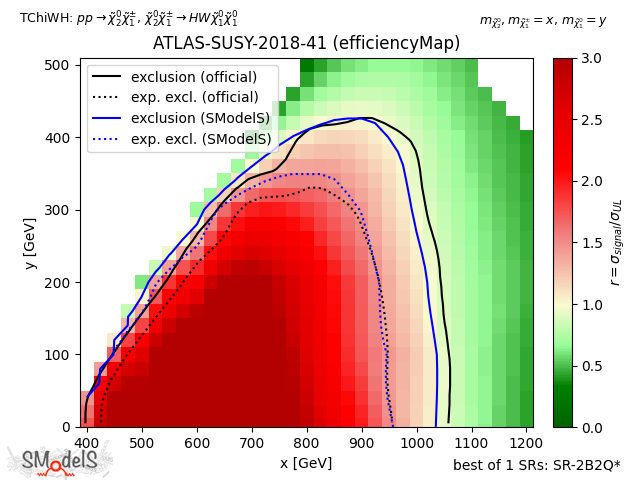 TChiWH: pp → χ̃⁰₂ χ̃±₁, χ̃⁰₂ χ̃±₁ → HWχ̃⁰₁ χ̃⁰₁
m_χ̃⁰₂, m_χ̃±₁ = x, m_χ̃⁰₁ = y
ATLAS-SUSY-2018-41 (efficiencyMap)
exclusion (official)
exp. excl. (official)
exclusion (SModelS)
exp. excl. (SModelS)
500
400
300
200
100
0
y [GeV]
400 500 600 700 800 900 1000 1100 1200
x [GeV]
3.0
2.5
2.0
1.5
1.0
0.5
0.0
r = σ_signal/σ_UL
SModelS
best of 1 SRs: SR-2B2Q*